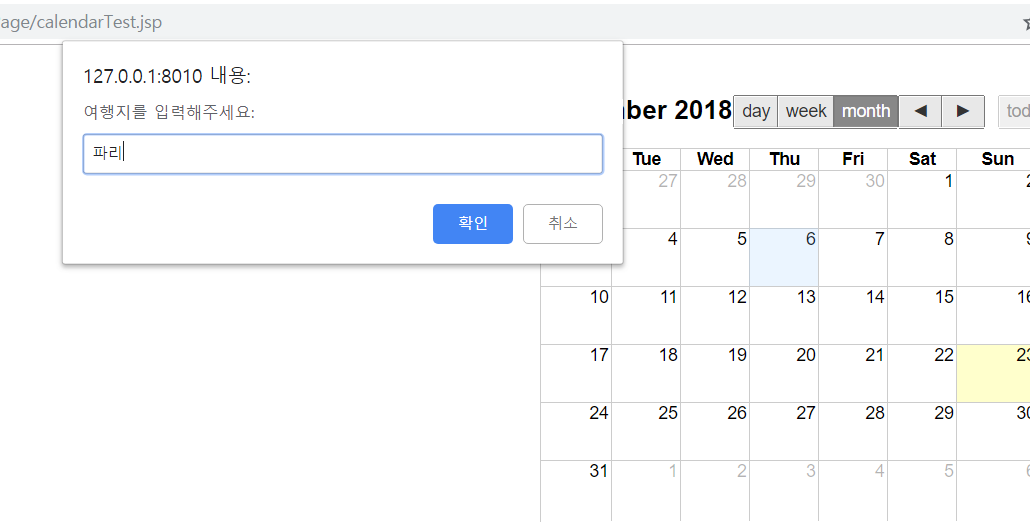 age/calendarTest.jsp
127.0.0.1:8010 내용:
여행지를 입력해주세요:
파리
확인 취소
ber 2018 day week month ◀ ▶ tod
Tue Wed Thu Fri Sat Sun
27 28 29 30 1 2
4 5 6 7 8 9
10 11 12 13 14 15 16
17 18 19 20 21 22 23
24 25 26 27 28 29 30
31 1 2 3 4 5 6